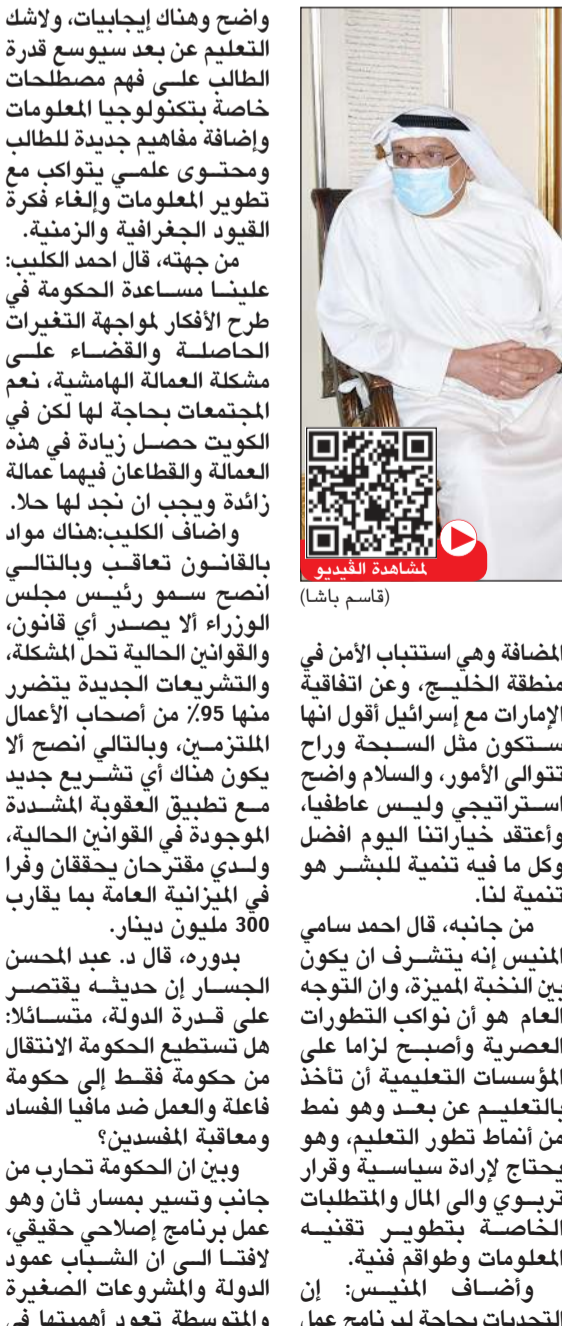 لمشاهدة الڤيديو
(قاسم باشا)
المضافة وهي استتباب الأمن في
منطقة الخليج، وعن اتفاقية
الإمارات مع إسرائيل أقول انها
ستكون مثل السبحة وراح
تتوالى الأمور، والسلام واضح
استراتيجي وليس عاطفيا،
وأعتقد خياراتنا اليوم افضل
وكل ما فيه تنمية للبشر هو
تنمية لنا.
من جانبه، قال احمد سامي
المنيس إنه يتشرف ان يكون
بين النخبة المميزة، وان التوجه
العام هو أن نواكب التطورات
العصرية وأصبح لزاما على
المؤسسات التعليمية أن تأخذ
بالتعليم عن بعد وهو نمط
من أنماط تطور التعليم، وهو
يحتاج لإرادة سياسية وقرار
تربوي والى المال والمتطلبات
الخاصة بتطوير تقنيه
المعلومات وطواقم فنية.
وأضاف المنيس: إن
التحديات بحاجة لبرنامج عمل
واضح وهناك إيجابيات، ولاشك
التعليم عن بعد سيوسع قدرة
الطالب على فهم مصطلحات
خاصة بتكنولوجيا المعلومات
وإضافة مفاهيم جديدة للطالب
ومحتوى علمي يتواكب مع
تطوير المعلومات وإلغاء فكرة
القيود الجغرافية والزمنية.
من جهته، قال احمد الكليب:
علينا مساعدة الحكومة في
طرح الأفكار لمواجهة التغيرات
الحاصلة والقضاء على
مشكلة العمالة الهامشية، نعم
المجتمعات بحاجة لها لكن في
الكويت حصل زيادة في هذه
العمالة والقطاعان فيهما عمالة
زائدة ويجب ان نجد لها حلا.
واضاف الكليب:هناك مواد
بالقانون تعاقب وبالتالي
انصح سمو رئيس مجلس
الوزراء ألا يصدر أي قانون،
والقوانين الحالية تحل المشكلة،
والتشريعات الجديدة يتضرر
منها 95٪ من أصحاب الأعمال
الملتزمين، وبالتالي انصح ألا
يكون هناك أي تشريع جديد
مع تطبيق العقوبة المشددة
الموجودة في القوانين الحالية،
ولدي مقترحان يحققان وفرا
في الميزانية العامة بما يقارب
300 مليون دينار.
بدوره، قال د. عبد المحسن
الجسار إن حديثه يقتصر
على قدرة الدولة، متسائلا:
هل تستطيع الحكومة الانتقال
من حكومة فقط إلى حكومة
فاعلة والعمل ضد مافيا الفساد
ومعاقبة المفسدين؟
وبين ان الحكومة تحارب من
جانب وتسير بمسار ثان وهو
عمل برنامج إصلاحي حقيقي،
لافتا الى ان الشباب عمود
الدولة والمشروعات الصغيرة
والمتوسطة تعود أهميتها في